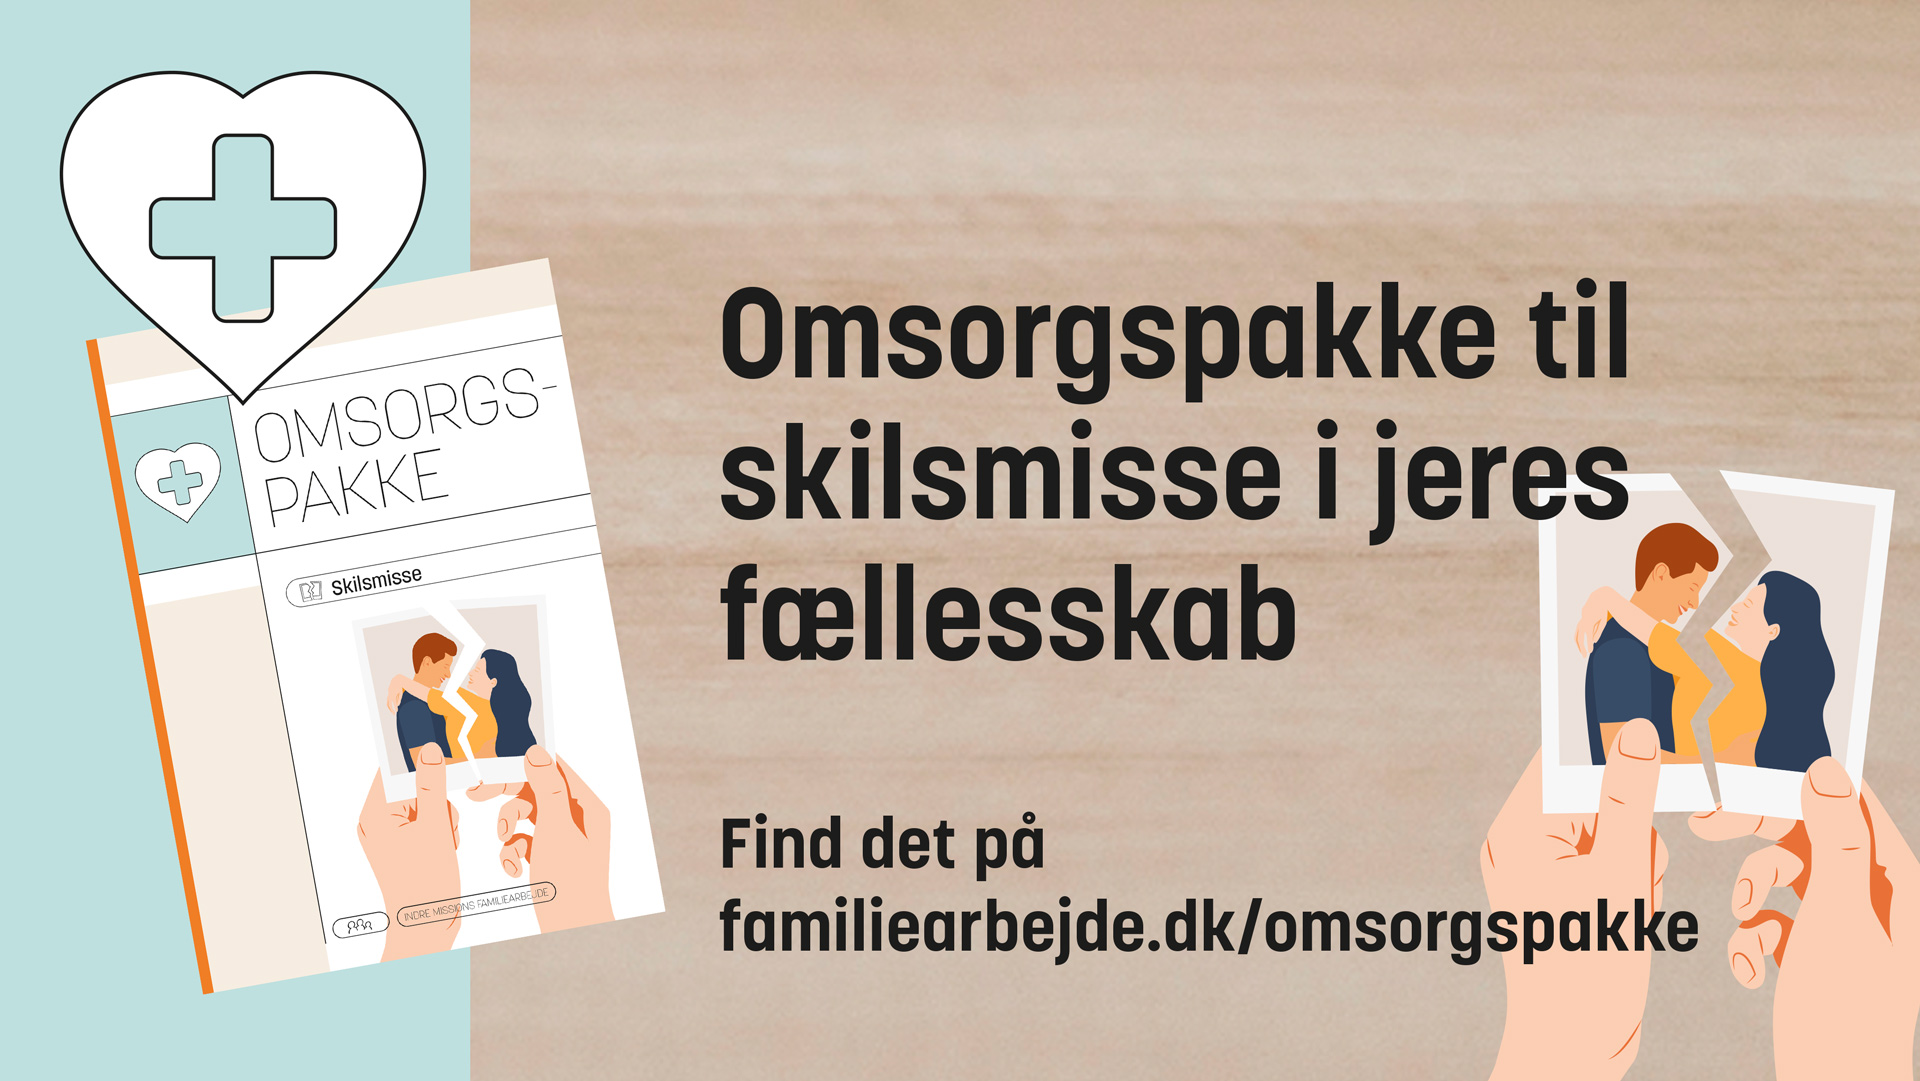 OMSORGS-
PAKKE
Skilsmisse
INDRE MISSIONS FAMILIEARBEJDE
Omsorgspakke til
skilsmisse i jeres
fællesskab
Find det på
familiearbejde.dk/omsorgspakke